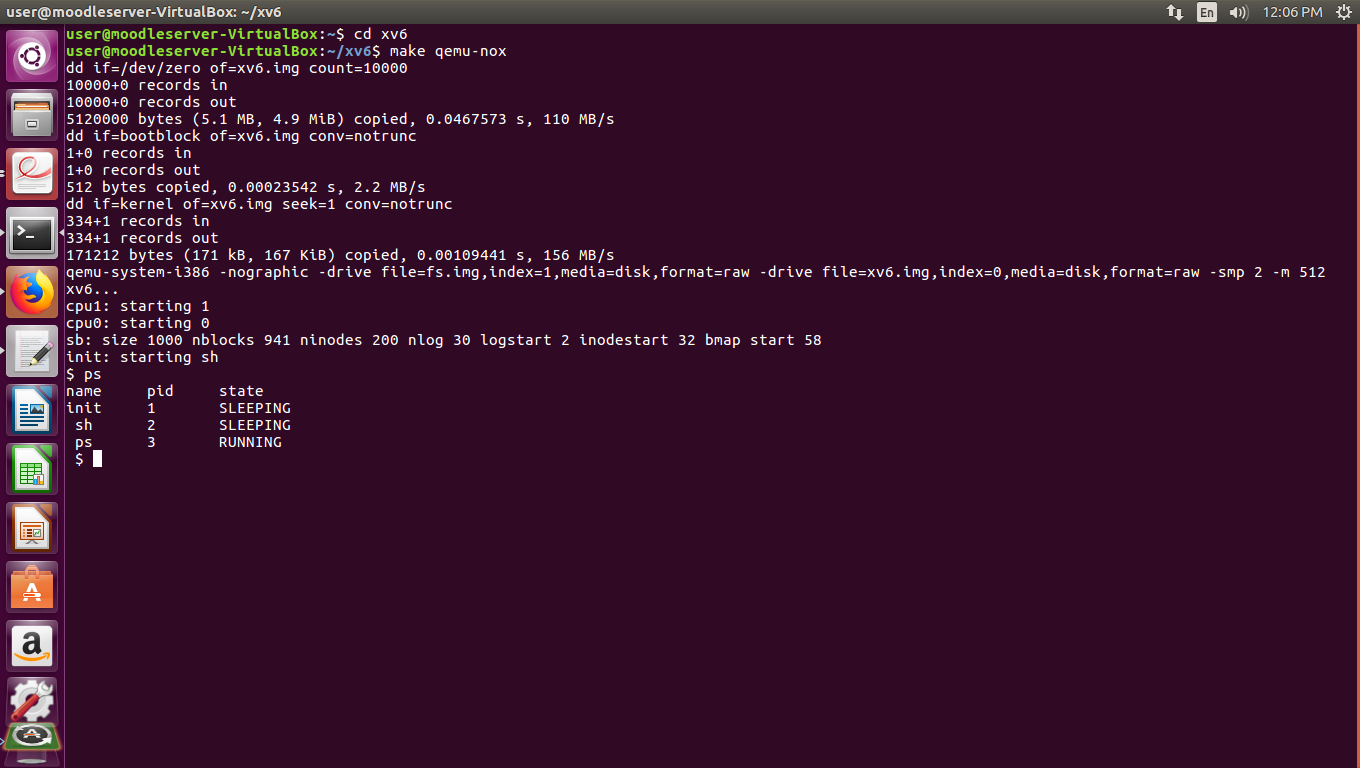 user@moodleserver-VirtualBox: ~/xv6
En
12:06 PM
user@moodleserver-VirtualBox:~$ cd xv6
user@moodleserver-VirtualBox:~/xv6$ make qemu-nox
dd if=/dev/zero of=xv6.img count=10000
10000+0 records in
10000+0 records out
5120000 bytes (5.1 MB, 4.9 MiB) copied, 0.0467573 s, 110 MB/s
dd if=bootblock of=xv6.img conv=notrunc
1+0 records in
1+0 records out
512 bytes copied, 0.00023542 s, 2.2 MB/s
dd if=kernel of=xv6.img seek=1 conv=notrunc
334+1 records in
334+1 records out
171212 bytes (171 kB, 167 KiB) copied, 0.00109441 s, 156 MB/s
qemu-system-i386 -nographic -drive file=fs.img,index=1,media=disk,format=raw -drive file=xv6.img,index=0,media=disk,format=raw -smp 2 -m 512
xv6...
cpu1: starting 1
cpu0: starting 0
sb: size 1000 nblocks 941 ninodes 200 nlog 30 logstart 2 inodestart 32 bmap start 58
init: starting sh
$ ps
name     pid     state
init     1       SLEEPING
 sh      2       SLEEPING
 ps      3       RUNNING
 $